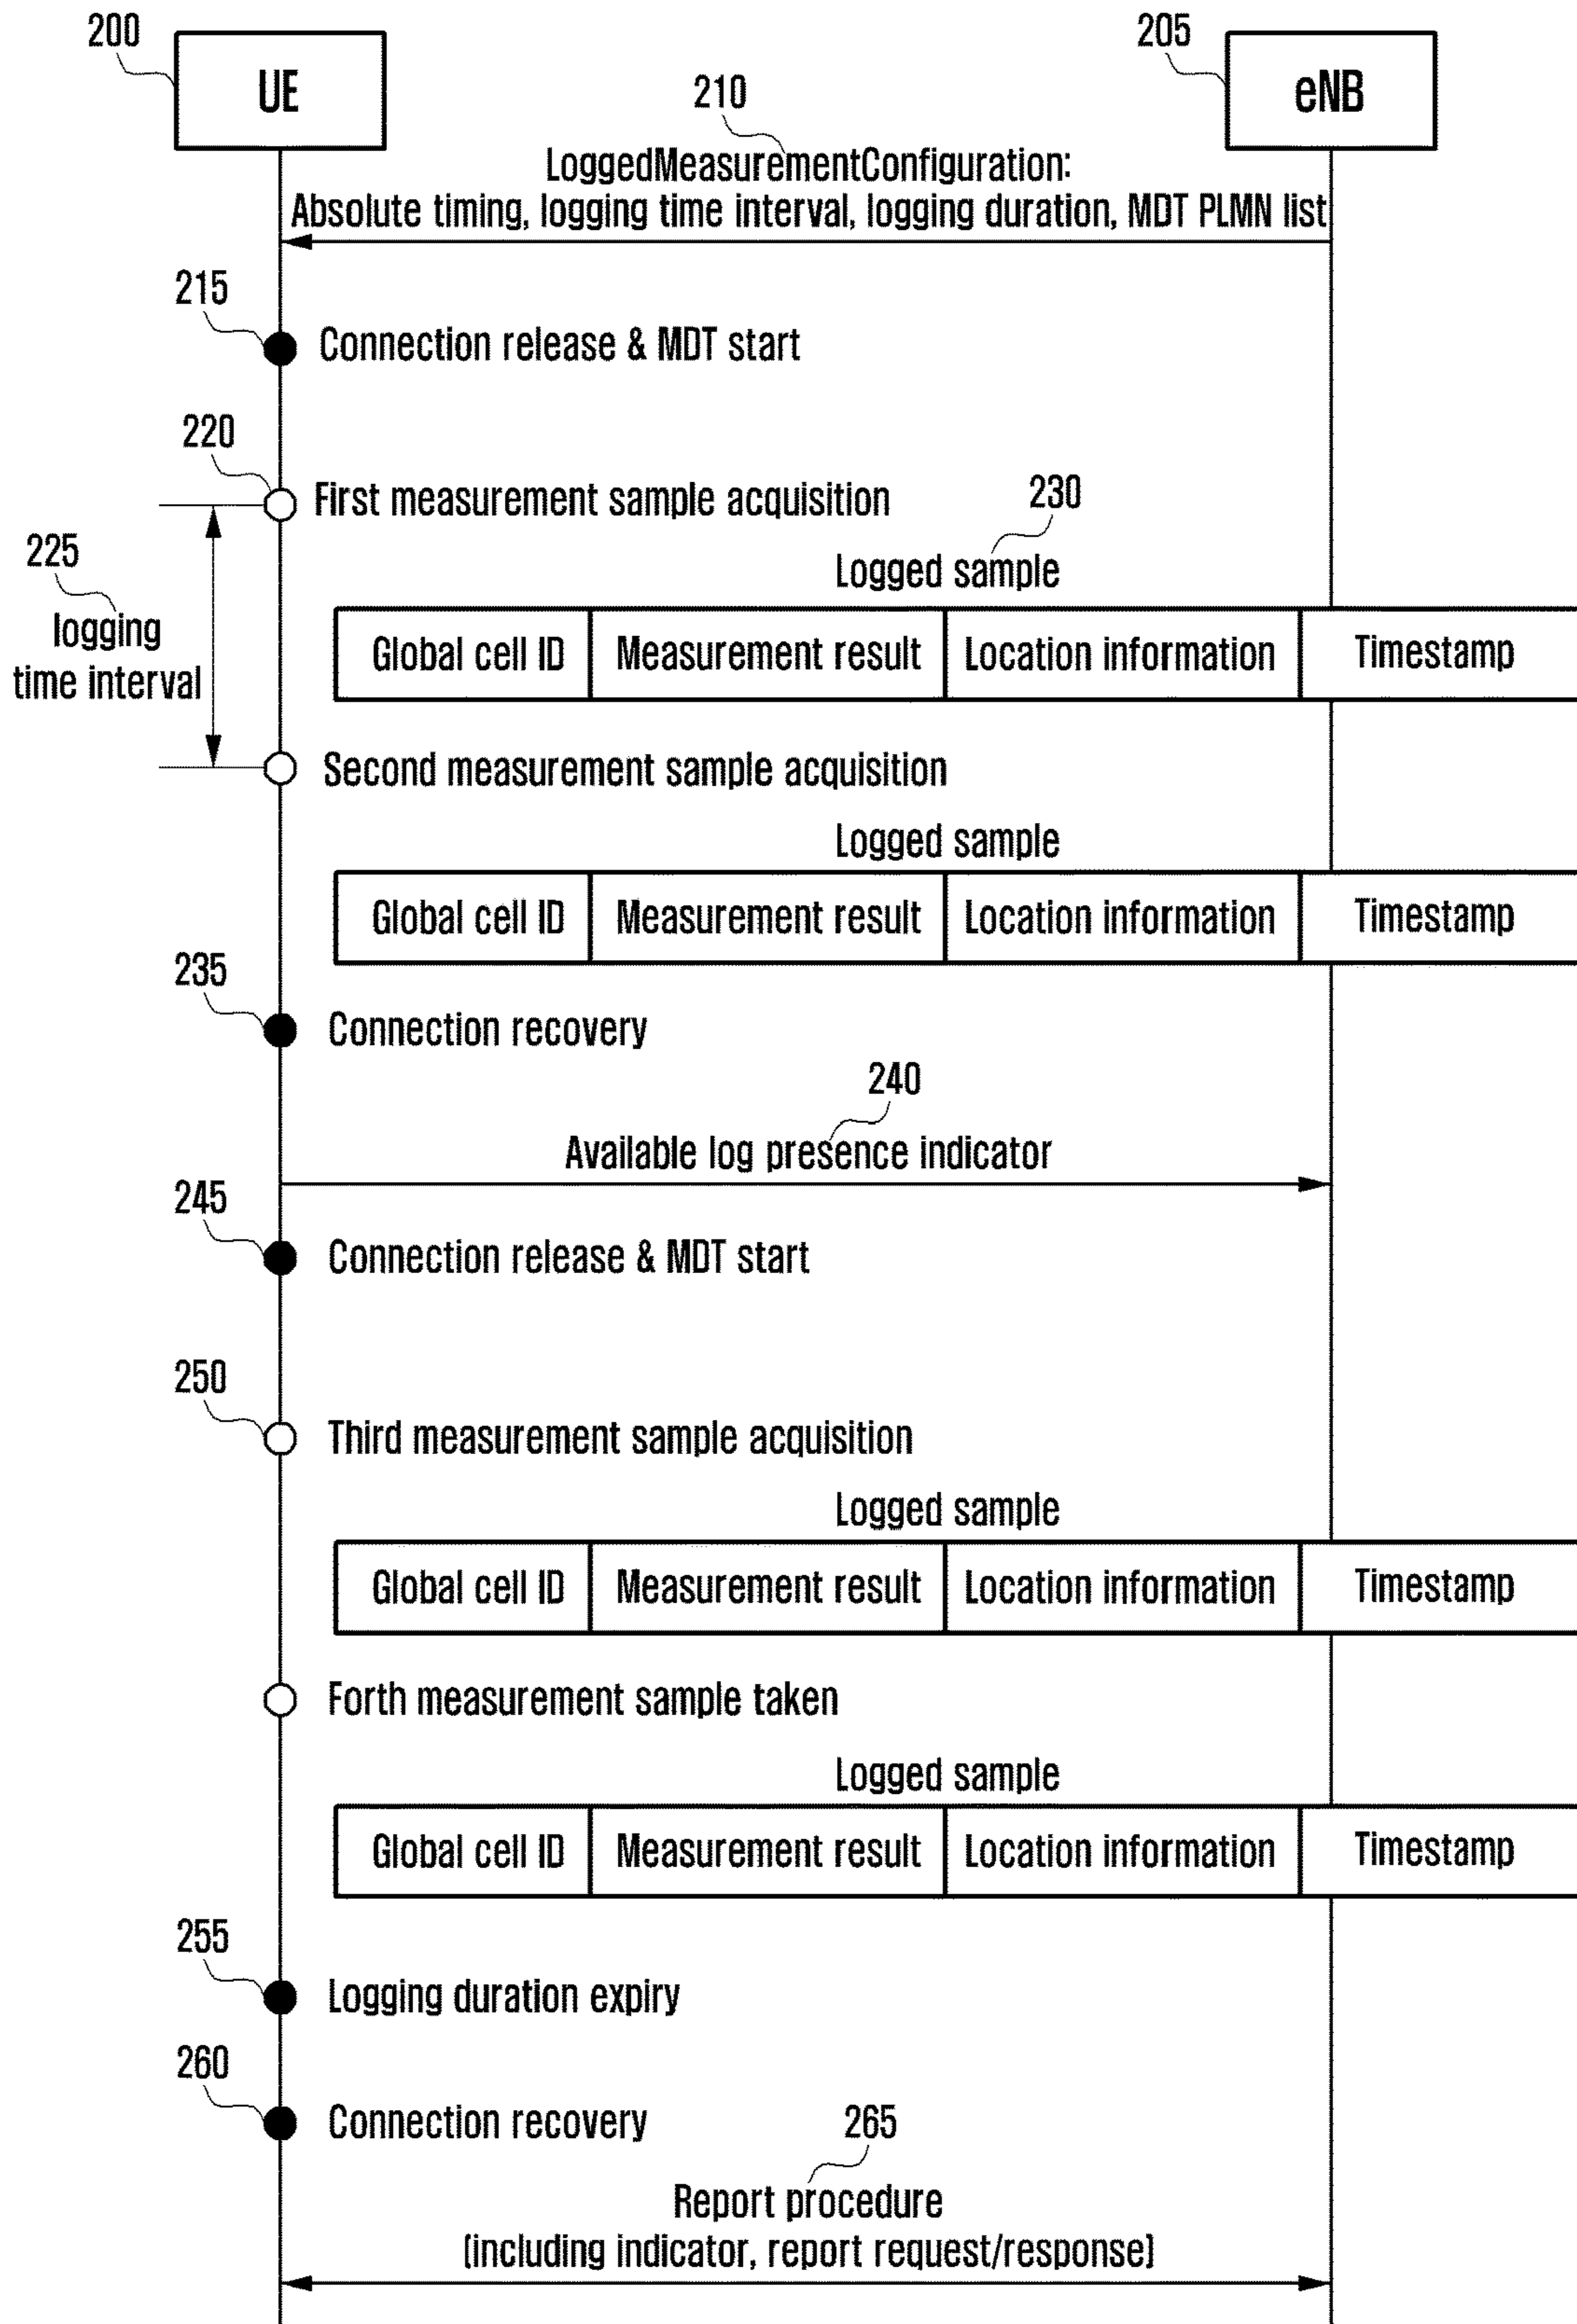 200
UE
205
eNB
210
LoggedMeasurementConfiguration:
Absolute timing, logging time interval, logging duration, MDT PLMN list
215
Connection release & MDT start
220
First measurement sample acquisition
225
logging
time interval
230
Logged sample
Global cell ID Measurement result Location information Timestamp
Second measurement sample acquisition
Logged sample
Global cell ID Measurement result Location information Timestamp
235
Connection recovery
240
Available log presence indicator
245
Connection release & MDT start
250
Third measurement sample acquisition
Logged sample
Global cell ID Measurement result Location information Timestamp
Forth measurement sample taken
Logged sample
Global cell ID Measurement result Location information Timestamp
255
Logging duration expiry
260
Connection recovery
265
Report procedure
(including indicator, report request/response)